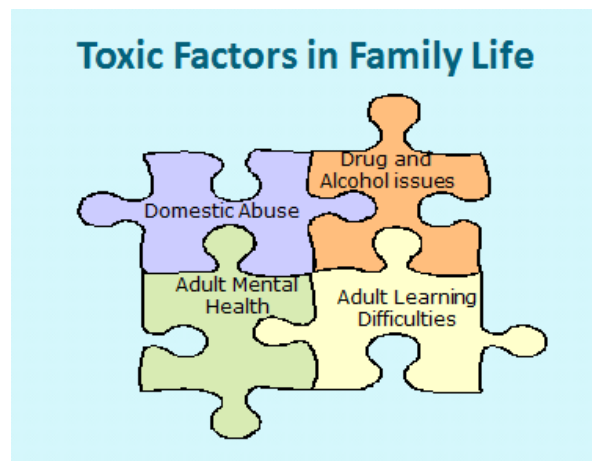 Toxic Factors in Family Life
Drug and
Alcohol issues
Domestic Abuse
Adult Mental
Health
Adult Learning
Difficulties